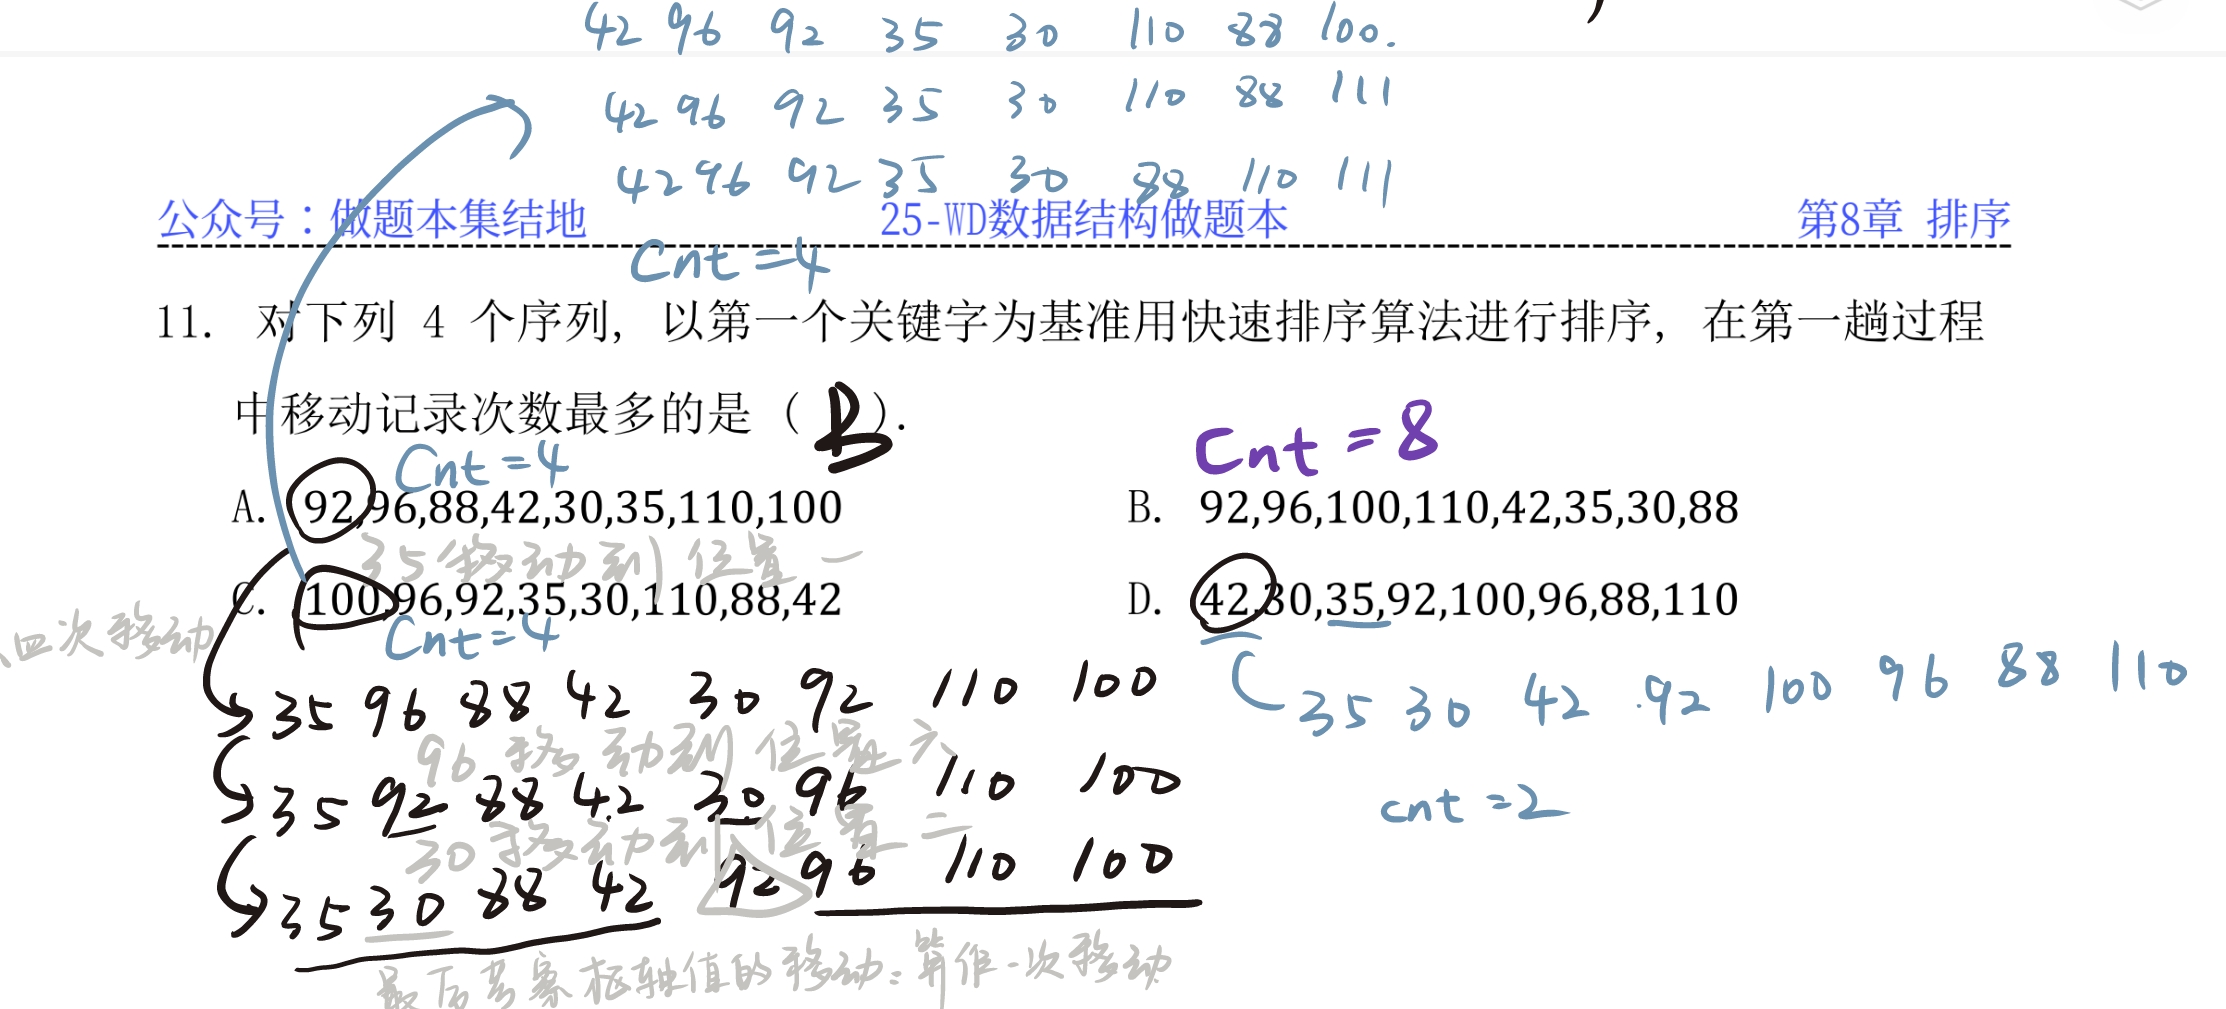 42 96 92 35 30 110 88 100.
42 96 92 35 30 110 88 111
42 96 92 35 30 88 110 111
公众号：做题本集结地 25-WD数据结构做题本 第8章 排序
Cnt=4
11. 对下列 4 个序列，以第一个关键字为基准用快速排序算法进行排序，在第一趟过程
中移动记录次数最多的是（B）.
Cnt=4 Cnt=8
A. 92,96,88,42,30,35,110,100 B. 92,96,100,110,42,35,30,88
35移动到位置一
C. 100,96,92,35,30,110,88,42 D. 42,30,35,92,100,96,88,110
四次移动 Cnt=4
35 96 88 42 30 92 110 100 35 30 42 92 100 96 88 110
96移动到位置六
35 92 88 42 30 96 110 100 cnt=2
30移动到位置二
35 30 88 42 92 96 110 100
最后 枢轴值的移动：算作一次移动